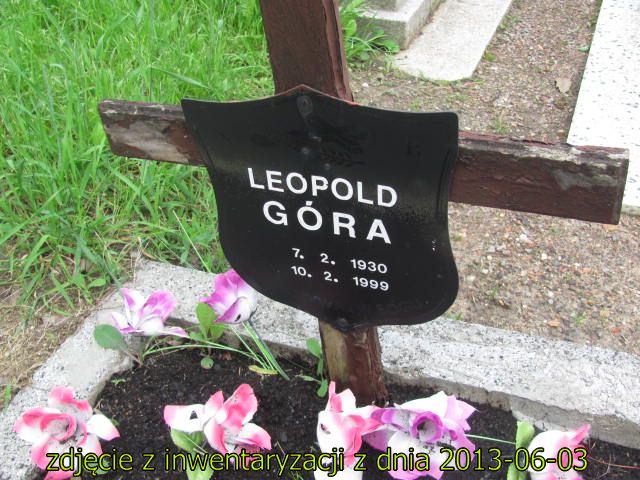 LEOPOLD
GÓRA
7. 2. 1930
10. 2. 1999
zdjęcie z inwentaryzacji z dnia 2013-06-03